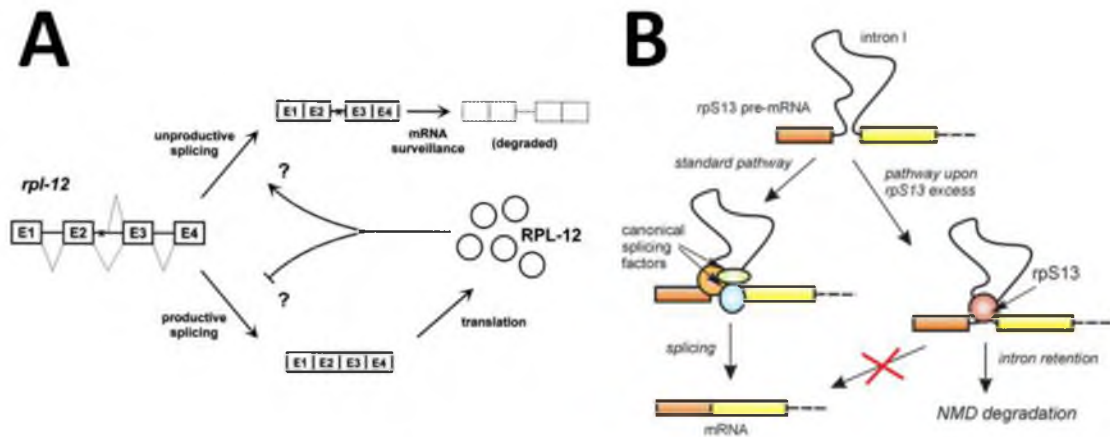 A
E1 E2 E3 E4
unproductive
splicing
mRNA
surveillance
(degraded)
?
rpl-12
E1 E2 E3 E4
RPL-12
?
productive
splicing
translation
E1 E2 E3 E4
B
intron I
rpS13 pre-mRNA
standard pathway
pathway upon
rpS13 excess
canonical
splicing
factors
rpS13
splicing
intron retention
mRNA
NMD degradation